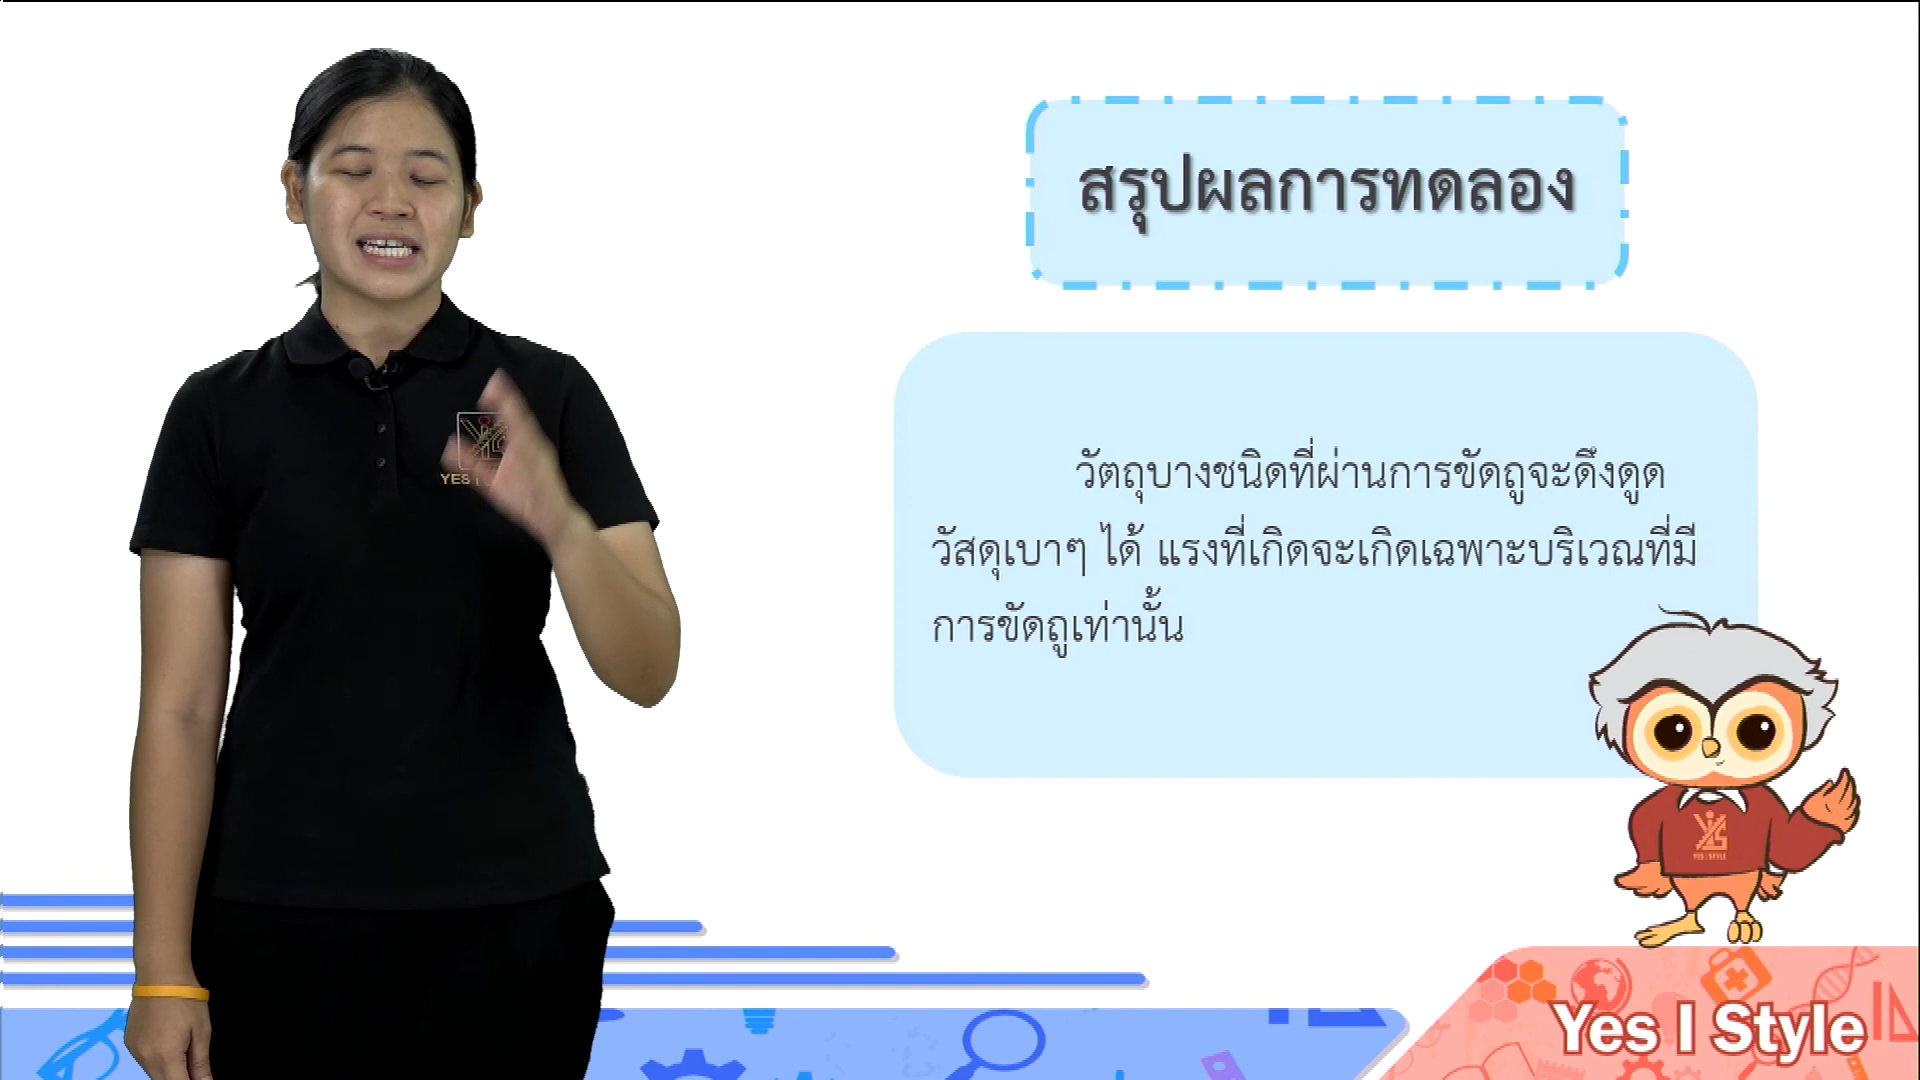 สรุปผลการทดลอง
วัตถุบางชนิดที่ผ่านการขัดถูจะดึงดูด
วัสดุเบาๆ ได้ แรงที่เกิดจะเกิดเฉพาะบริเวณที่มี
การขัดถูเท่านั้น
YES I STYLE
Yes I Style